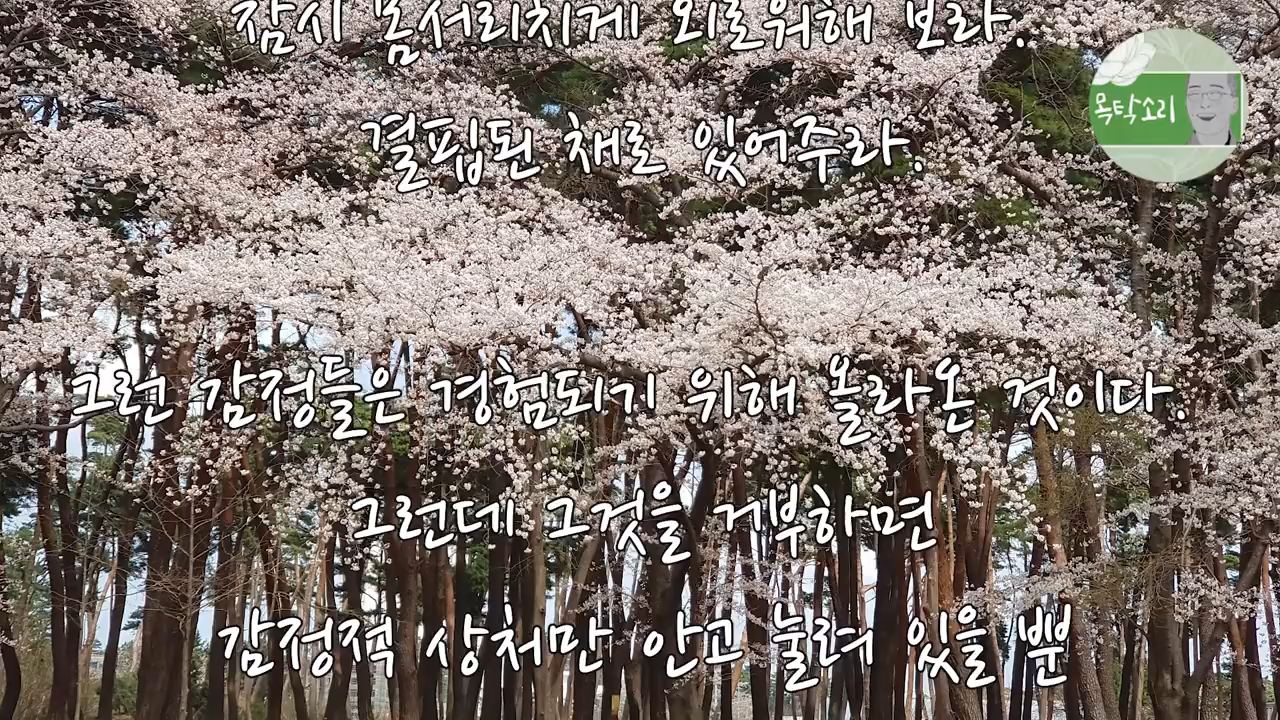 잠시 몸서리치게 외로워해 보라.
목탁소리
결핍된 채로 있어주라.
그런 감정들은 경험되기 위해 올라온 것이다.
그런데 그것을 거부하면
감정적 상처만 안고 눌려 있을 뿐